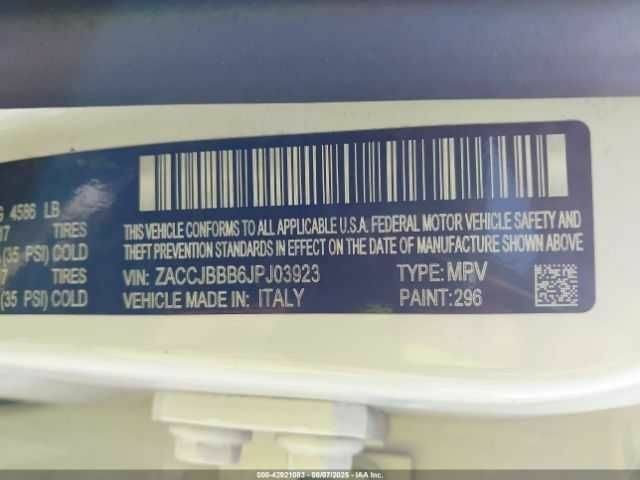 G 4586 LB
TIRES
(35 PSI) COLD
TIRES
(35 PSI) COLD
THIS VEHICLE CONFORMS TO ALL APPLICABLE U.S.A. FEDERAL MOTOR VEHICLE SAFETY AND
THEFT PREVENTION STANDARDS IN EFFECT ON THE DATE OF MANUFACTURE SHOWN ABOVE
VIN: ZACCJBBB6JPJ03923 TYPE: MPV
VEHICLE MADE IN: ITALY PAINT: 296
000-42921083 - 08/07/2025 - IAA Inc.